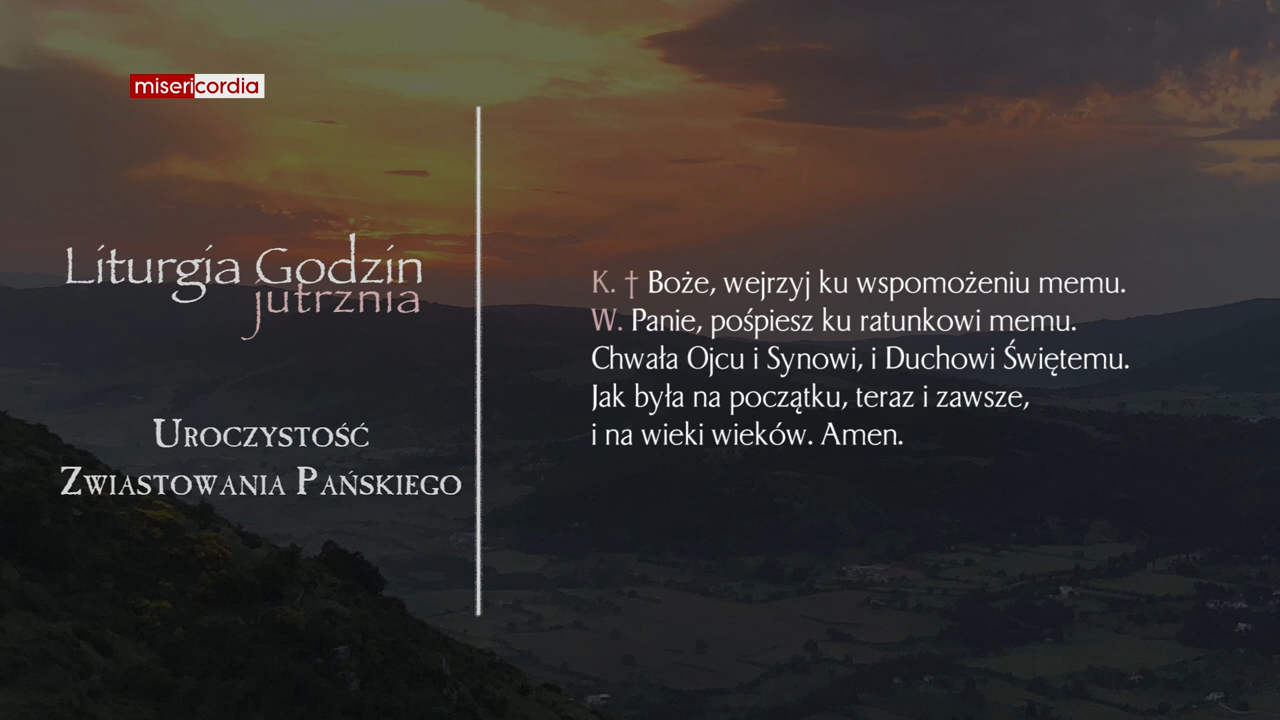 misericordia
Liturgia Godzin
jutrznia
Uroczystość
Zwiastowania Pańskiego
K. † Boże, wejrzyj ku wspomożeniu memu.
W. Panie, pośpiesz ku ratunkowi memu.
Chwała Ojcu i Synowi, i Duchowi Świętemu.
Jak była na początku, teraz i zawsze,
i na wieki wieków. Amen.